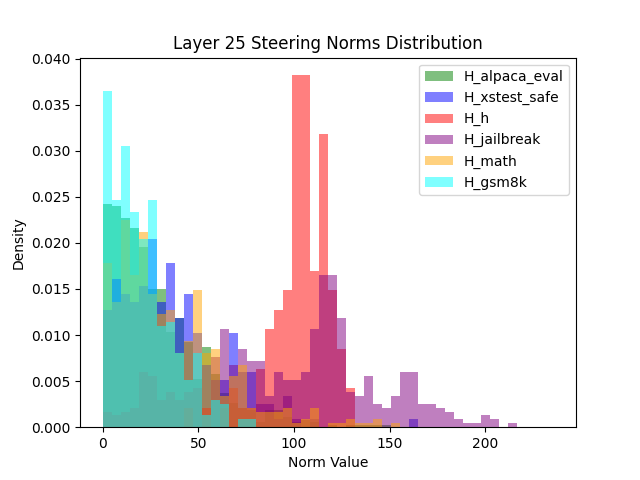 Layer 25 Steering Norms Distribution
0.040
0.035
0.030
0.025
0.020
0.015
0.010
0.005
0.000
Density
H_alpaca_eval
H_xstest_safe
H_h
H_jailbreak
H_math
H_gsm8k
0 50 100 150 200
Norm Value